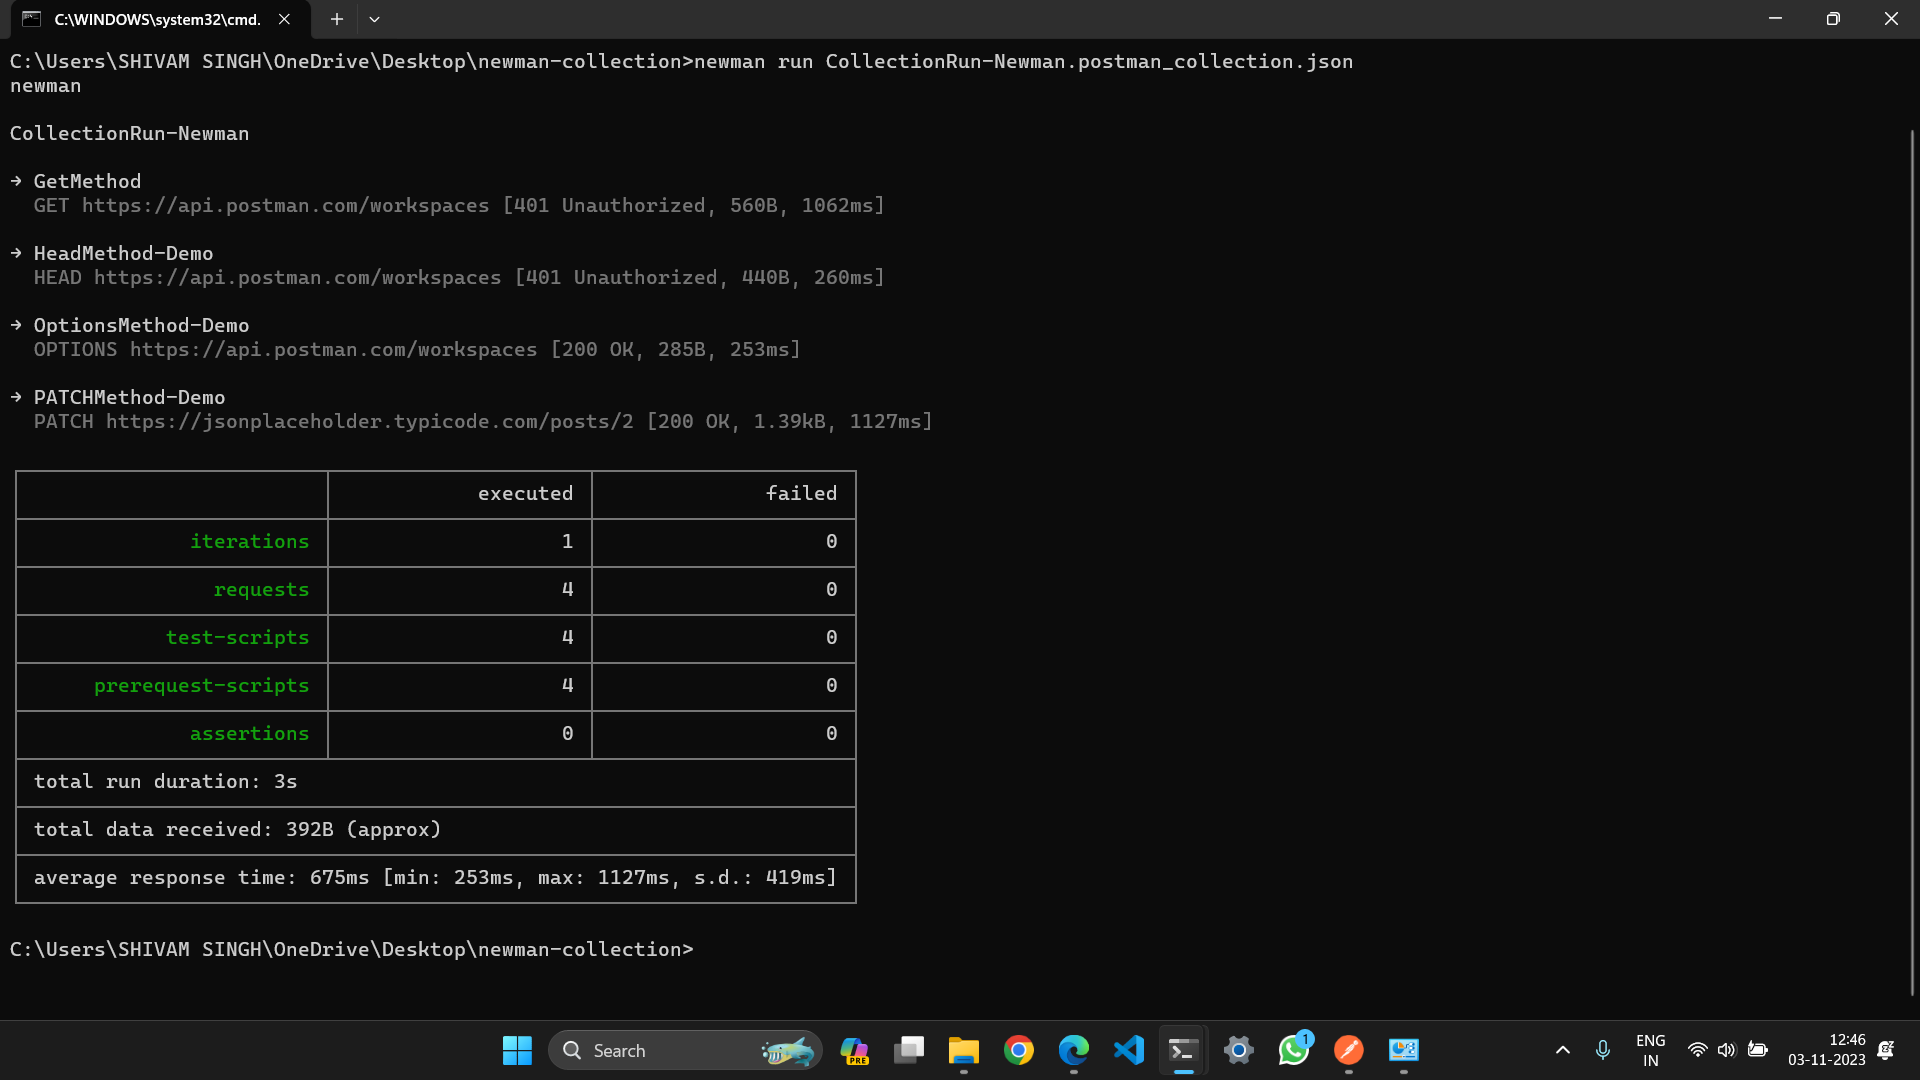 C:\WINDOWS\system32\cmd.
C:\Users\SHIVAM SINGH\OneDrive\Desktop\newman-collection>newman run CollectionRun-Newman.postman_collection.json
newman
CollectionRun-Newman
→ GetMethod
GET https://api.postman.com/workspaces [401 Unauthorized, 560B, 1062ms]
→ HeadMethod-Demo
HEAD https://api.postman.com/workspaces [401 Unauthorized, 440B, 260ms]
→ OptionsMethod-Demo
OPTIONS https://api.postman.com/workspaces [200 OK, 285B, 253ms]
→ PATCHMethod-Demo
PATCH https://jsonplaceholder.typicode.com/posts/2 [200 OK, 1.39kB, 1127ms]
executed failed
iterations 1 0
requests 4 0
test-scripts 4 0
prerequest-scripts 4 0
assertions 0 0
total run duration: 3s
total data received: 392B (approx)
average response time: 675ms [min: 253ms, max: 1127ms, s.d.: 419ms]
C:\Users\SHIVAM SINGH\OneDrive\Desktop\newman-collection>
Search
PRE
1
ENG
IN
12:46
03-11-2023